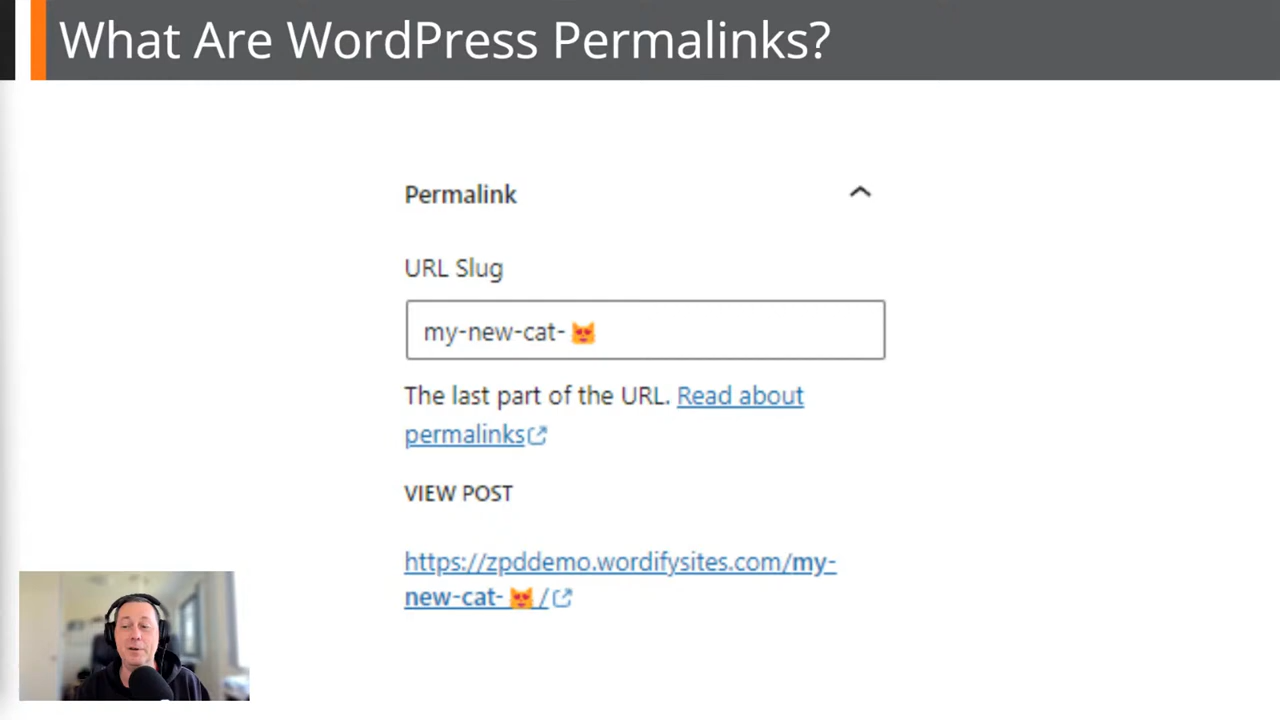 What Are WordPress Permalinks?
Permalink
URL Slug
my-new-cat-😻
The last part of the URL. Read about
permalinks
VIEW POST
https://zpddemo.wordifysites.com/my-
new-cat-😻/